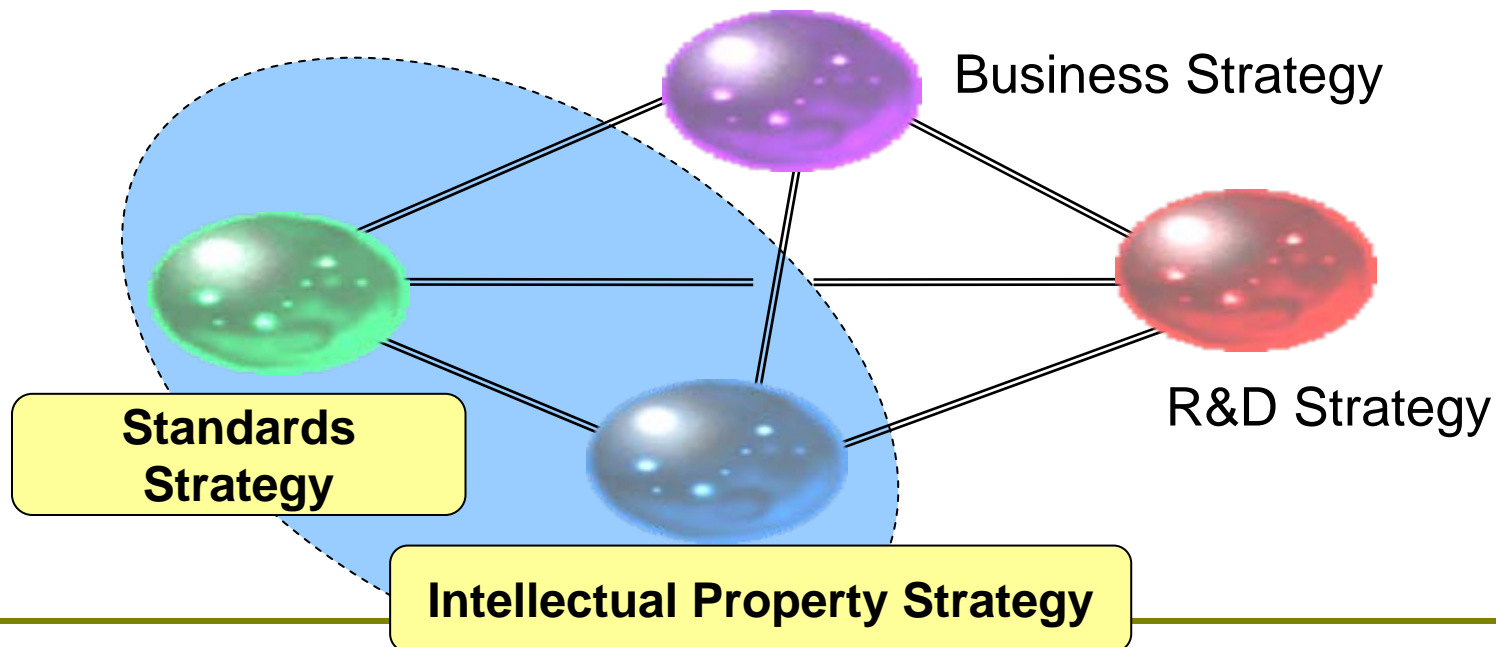 Business Strategy
R&D Strategy
Standards
Strategy
Intellectual Property Strategy